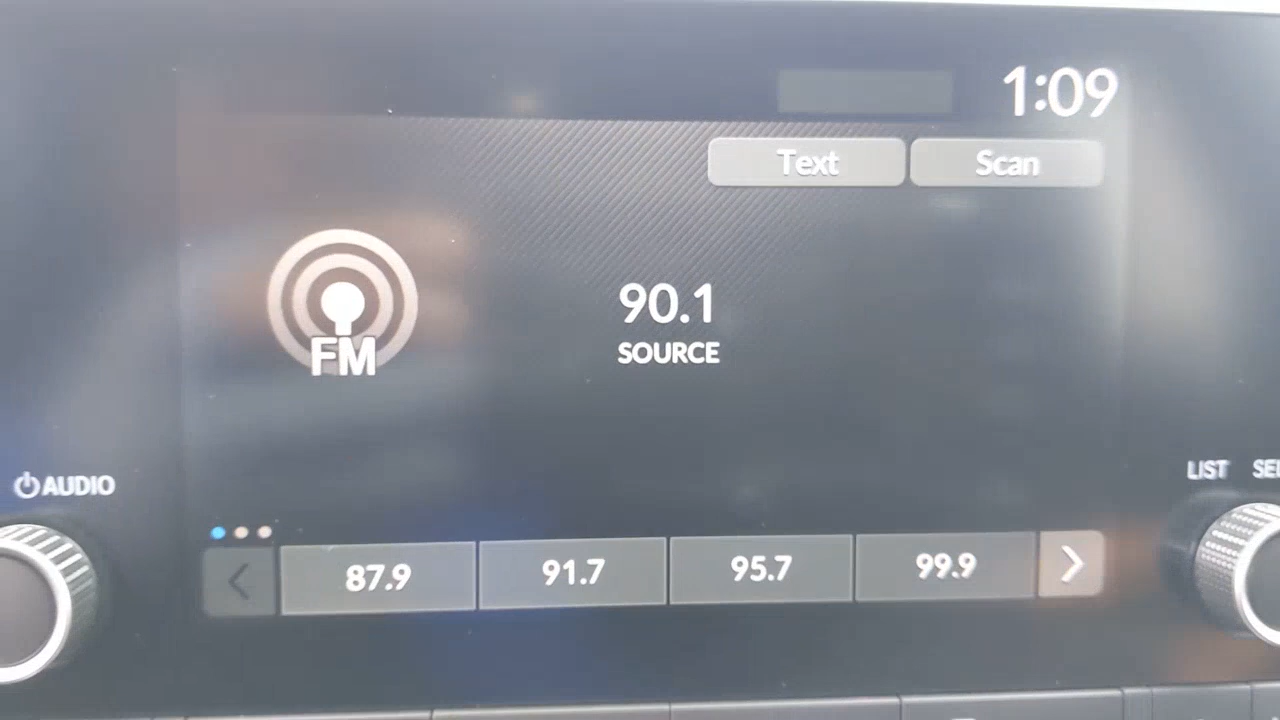 1:09
Text Scan
FM
90.1
SOURCE
AUDIO
LIST
87.9 91.7 95.7 99.9